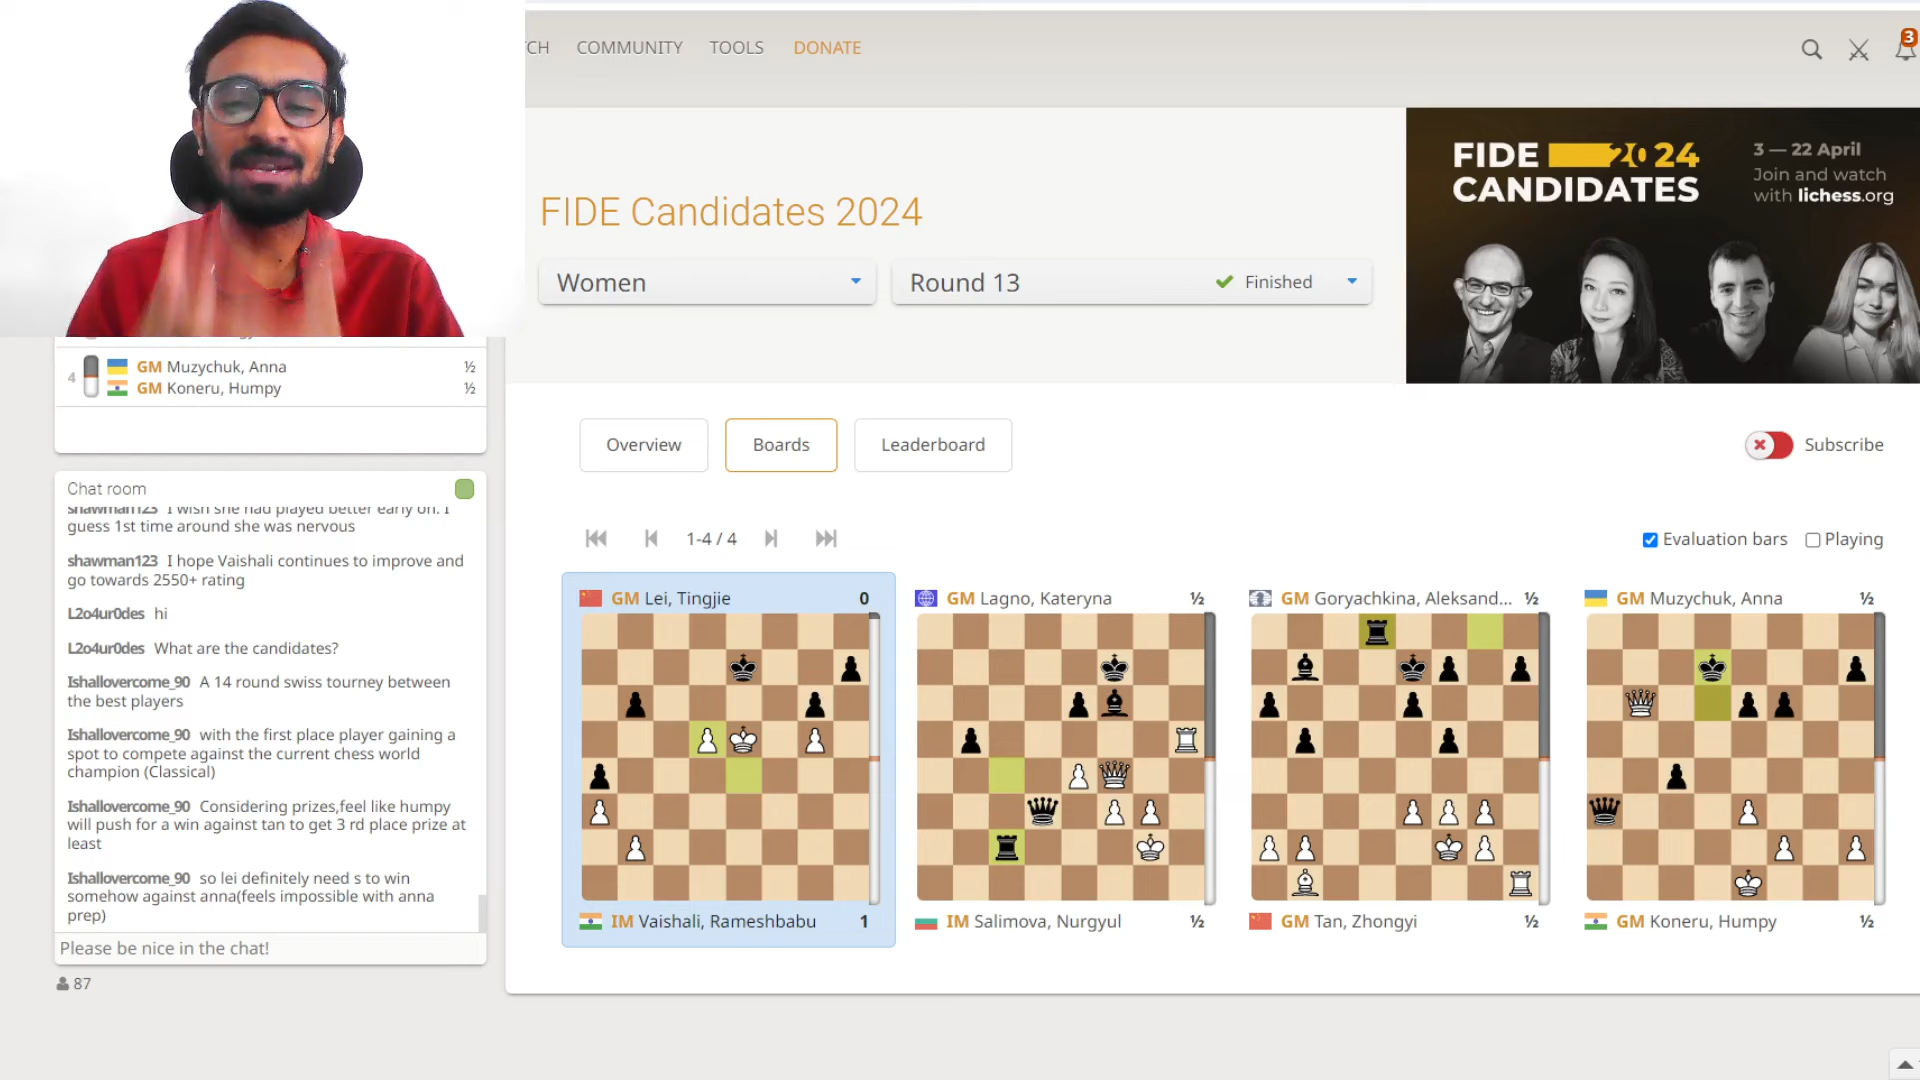 CH COMMUNITY TOOLS DONATE
3
FIDE 2024
CANDIDATES
3 — 22 April
Join and watch
with lichess.org
FIDE Candidates 2024
Women
Round 13
Finished
4
GM Muzychuk, Anna ½
GM Koneru, Humpy ½
Overview
Boards
Leaderboard
Subscribe
Chat room
shawman123 I wish she had played better early on. I
guess 1st time around she was nervous
shawman123 I hope Vaishali continues to improve and
go towards 2550+ rating
L2o4ur0des hi
L2o4ur0des What are the candidates?
Ishallovercome_90 A 14 round swiss tourney between
the best players
Ishallovercome_90 with the first place player gaining a
spot to compete against the current chess world
champion (Classical)
Ishallovercome_90 Considering prizes,feel like humpy
will push for a win against tan to get 3 rd place prize at
least
Ishallovercome_90 so lei definitely need s to win
somehow against anna(feels impossible with anna
prep)
Please be nice in the chat!
87
1-4 / 4
Evaluation bars
Playing
GM Lei, Tingjie 0
IM Vaishali, Rameshbabu 1
GM Lagno, Kateryna ½
IM Salimova, Nurgyul ½
GM Goryachkina, Aleksand... ½
GM Tan, Zhongyi ½
GM Muzychuk, Anna ½
GM Koneru, Humpy ½